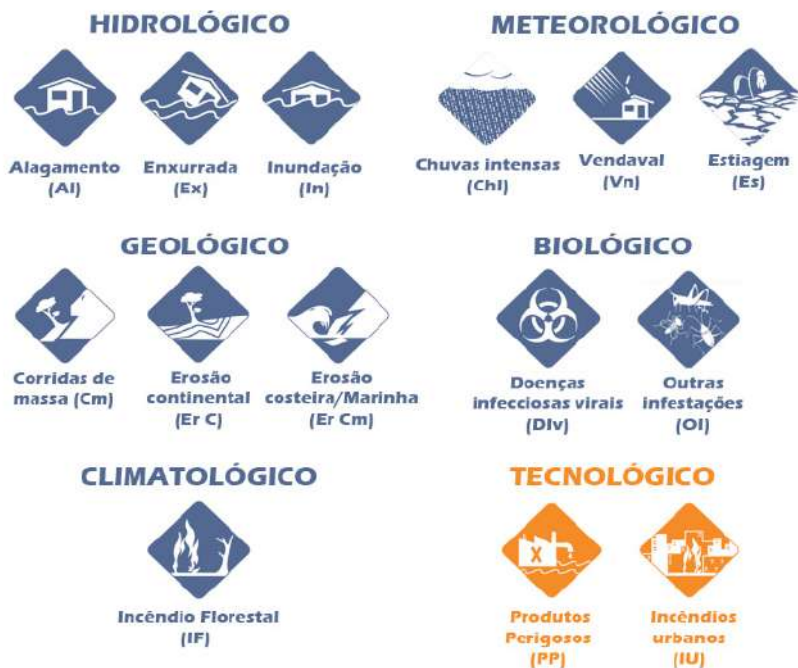 HIDROLÓGICO
Alagamento
(Al)
Enxurrada
(Ex)
Inundação
(In)
METEOROLÓGICO
Chuvas intensas
(ChI)
Vendaval
(Vn)
Estiagem
(Es)
GEOLÓGICO
Corridas de
massa (Cm)
Erosão
continental
(Er C)
Erosão
costeira/Marinha
(Er Cm)
BIOLÓGICO
Doenças
infecciosas virais
(DIv)
Outras
infestações
(OI)
CLIMATOLÓGICO
Incêndio Florestal
(IF)
TECNOLÓGICO
X
Produtos
Perigosos
(PP)
Incêndios
urbanos
(IU)